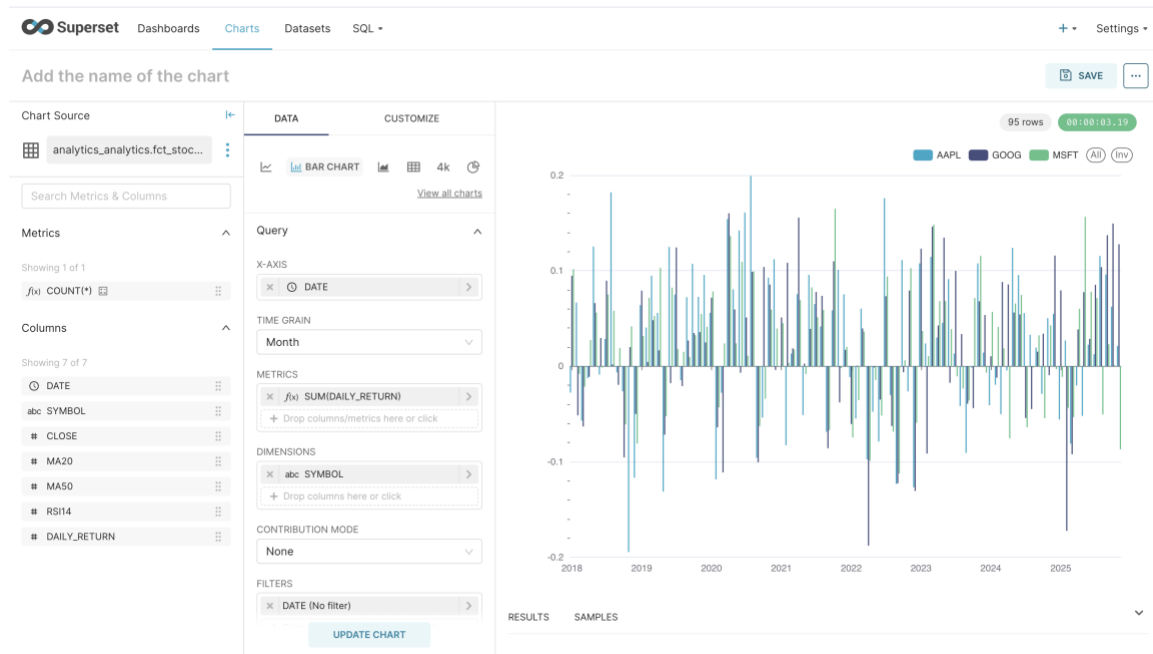 Superset Dashboards Charts Datasets SQL Settings
Add the name of the chart
SAVE
Chart Source
analytics_analytics.fct_stoc...
Search Metrics & Columns
Metrics
Showing 1 of 1
f(x) COUNT(*)
Columns
Showing 7 of 7
DATE
abc SYMBOL
# CLOSE
# MA20
# MA50
# RSI14
# DAILY_RETURN
DATA CUSTOMIZE
BAR CHART 4k
View all charts
Query
X-AXIS
DATE
TIME GRAIN
Month
METRICS
f(x) SUM(DAILY_RETURN)
+ Drop columns/metrics here or click
DIMENSIONS
abc SYMBOL
+ Drop columns here or click
CONTRIBUTION MODE
None
FILTERS
DATE (No filter)
UPDATE CHART
95 rows 00:00:03.19
AAPL GOOG MSFT All Inv
0.2
0.1
0
-0.1
-0.2
2018 2019 2020 2021 2022 2023 2024 2025
RESULTS SAMPLES